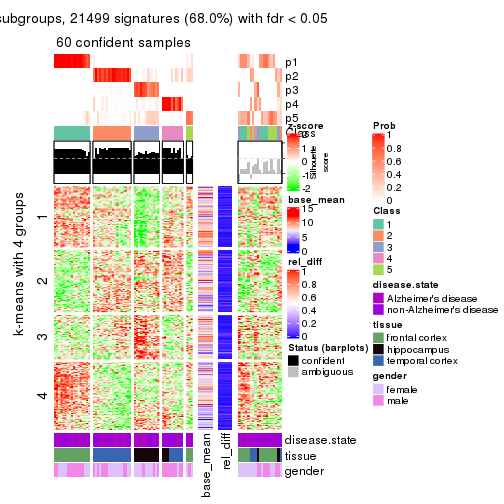 subgroups, 21499 signatures (68.0%) with fdr < 0.05
60 confident samples
p1
p2
p3
p4
p5
Class
Silhouette
score
k-means with 4 groups
1
2
3
4
base_mean
rel_diff
disease.state
tissue
gender
z-score
2
0
-2
base_mean
15
10
5
0
rel_diff
1
0.8
0.6
0.4
0.2
0
Status (barplots)
confident
ambiguous
Prob
1
0.8
0.6
0.4
0.2
0
Class
1
2
3
4
5
disease.state
Alzheimer's disease
non-Alzheimer's disease
tissue
frontal cortex
hippocampus
temporal cortex
gender
female
male